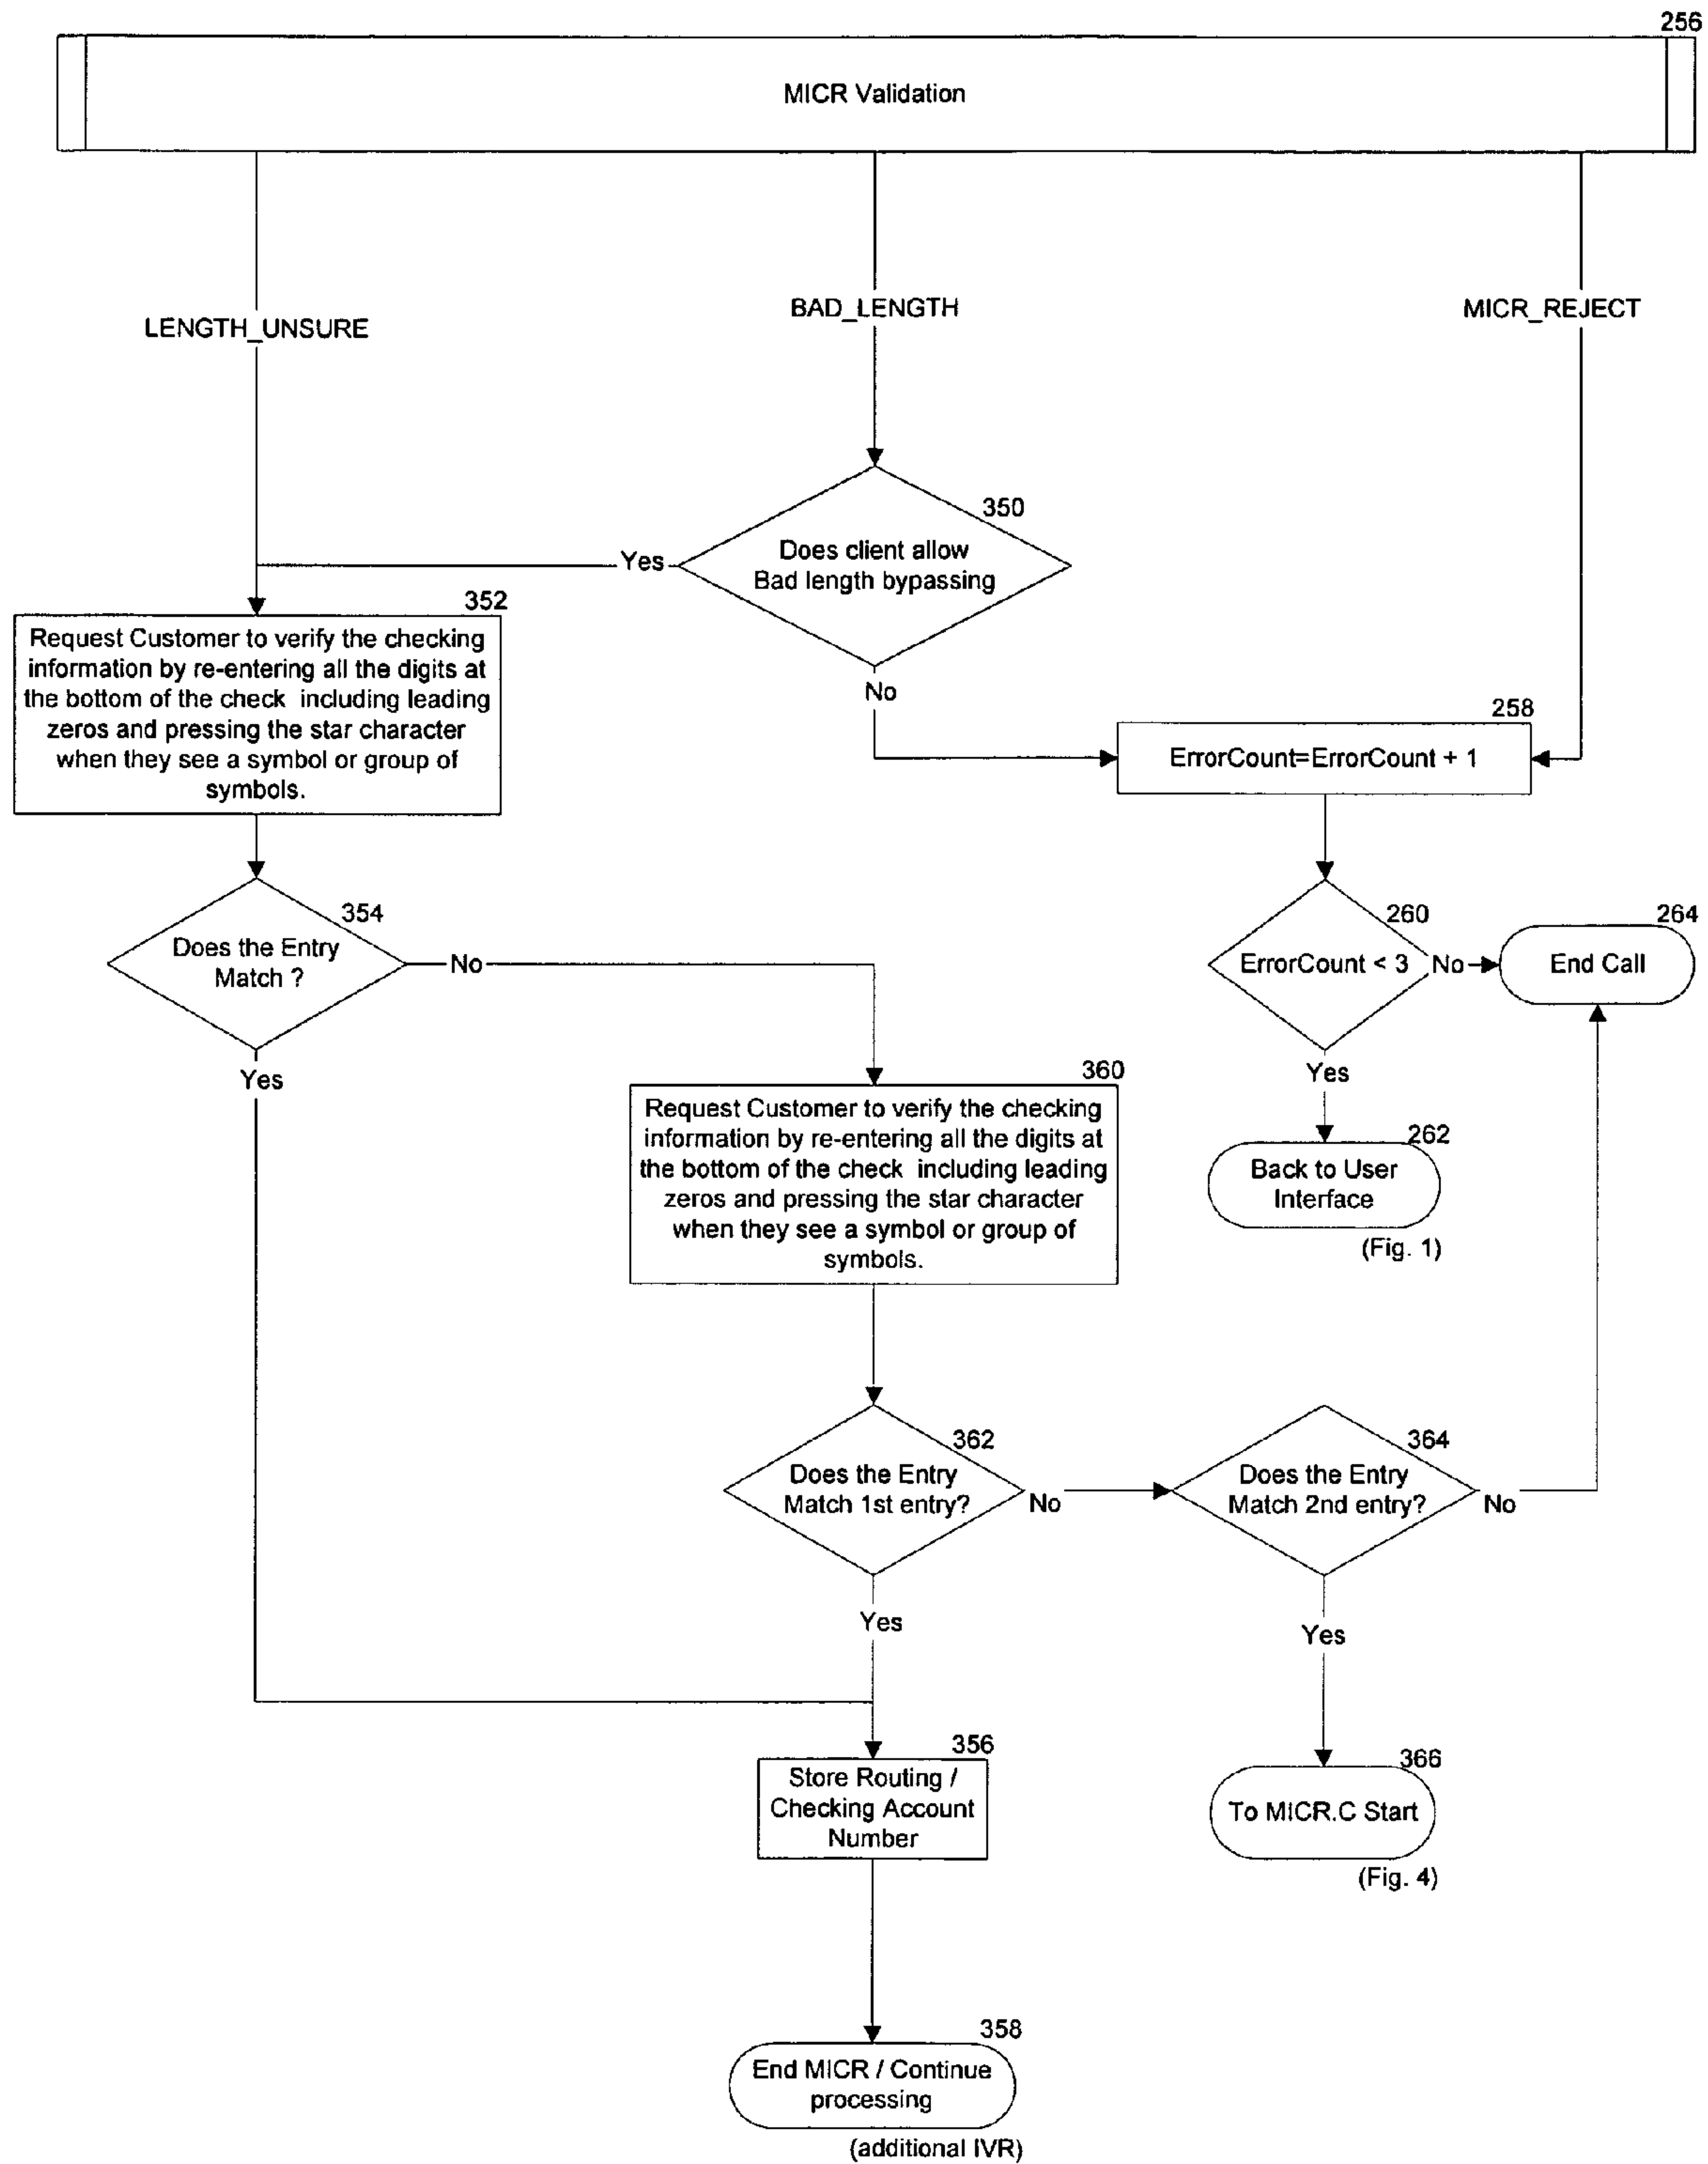 256
MICR Validation
LENGTH_UNSURE
BAD_LENGTH
MICR_REJECT
350
Does client allow
Bad length bypassing
Yes
No
352
Request Customer to verify the checking
information by re-entering all the digits at
the bottom of the check including leading
zeros and pressing the star character
when they see a symbol or group of
symbols.
258
ErrorCount=ErrorCount + 1
354
Does the Entry
Match ?
No
Yes
260
ErrorCount < 3
No
264
End Call
Yes
262
Back to User
Interface
(Fig. 1)
360
Request Customer to verify the checking
information by re-entering all the digits at
the bottom of the check including leading
zeros and pressing the star character
when they see a symbol or group of
symbols.
362
Does the Entry
Match 1st entry?
No
Yes
364
Does the Entry
Match 2nd entry?
No
Yes
356
Store Routing /
Checking Account
Number
366
To MICR.C Start
(Fig. 4)
358
End MICR / Continue
processing
(additional IVR)